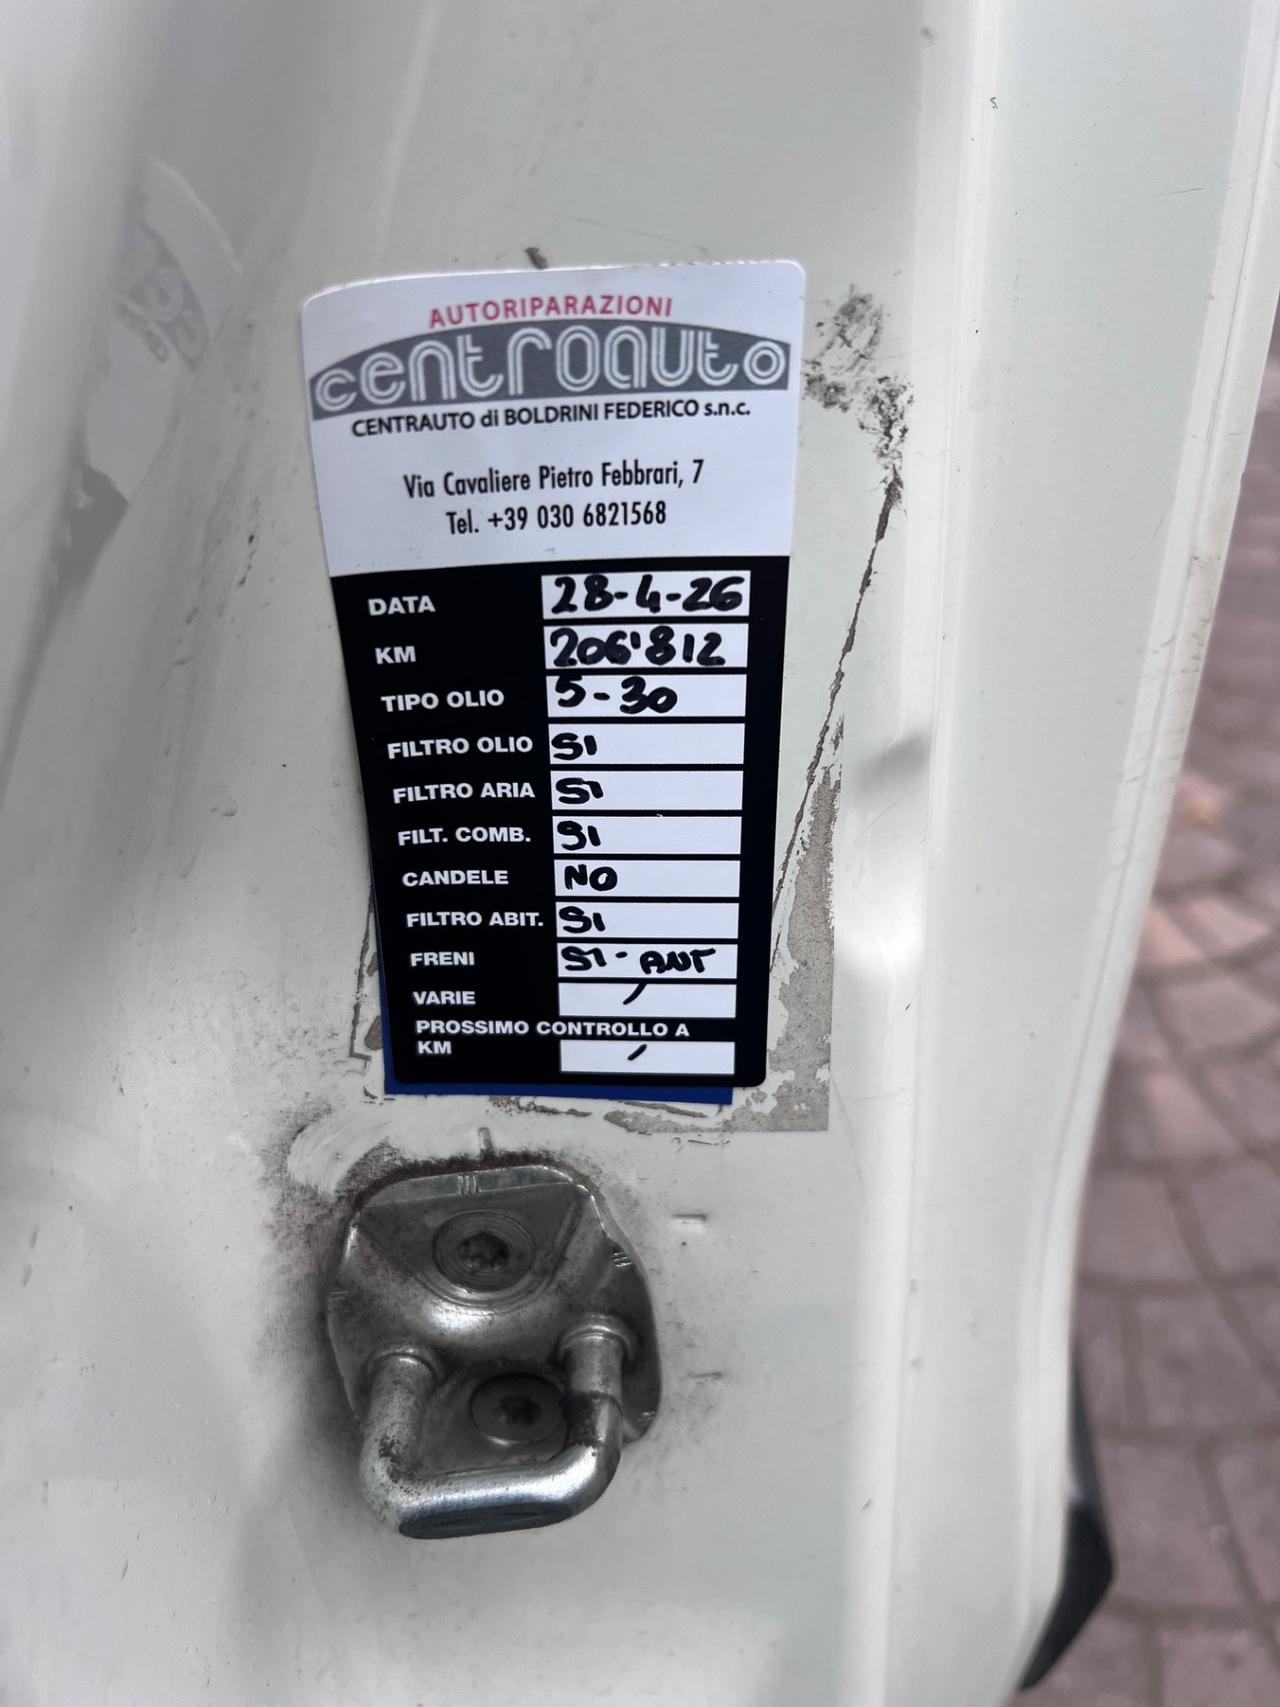 AUTORIPARAZIONI
centroauto
CENTRAUTO di BOLDRINI FEDERICO s.n.c.
Via Cavaliere Pietro Febbrari, 7
Tel. +39 030 6821568
DATA 28-4-26
KM 206'812
TIPO OLIO 5-30
FILTRO OLIO SI
FILTRO ARIA SI
FILT. COMB. SI
CANDELE NO
FILTRO ABIT. SI
FRENI SI - ANT
VARIE /
PROSSIMO CONTROLLO A
KM /